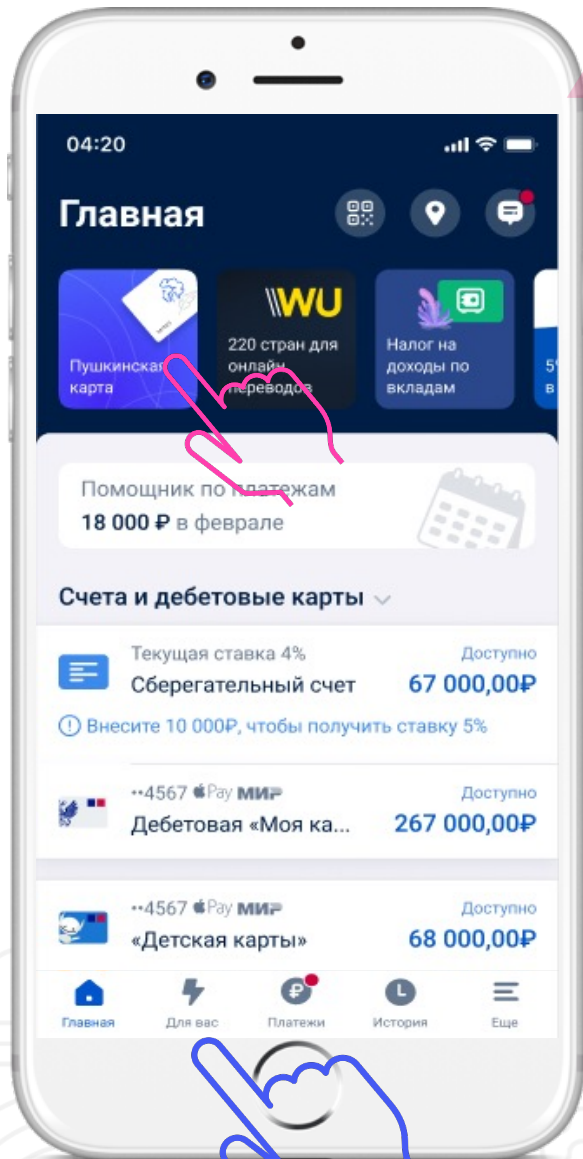 04:20
Главная
Пушкинская
карта
WU
220 стран для
онлайн
переводов
Налог на
доходы по
вкладам
5
в
Помощник по платежам
18 000 ₽ в феврале
Счета и дебетовые карты
Текущая ставка 4%
Доступно
Сберегательный счет
67 000,00₽
Внесите 10 000₽, чтобы получить ставку 5%
··4567 Pay МИР
Доступно
Дебетовая «Моя ка...
267 000,00₽
··4567 Pay МИР
Доступно
«Детская карты»
68 000,00₽
Главная
Для вас
Платежи
История
Еще